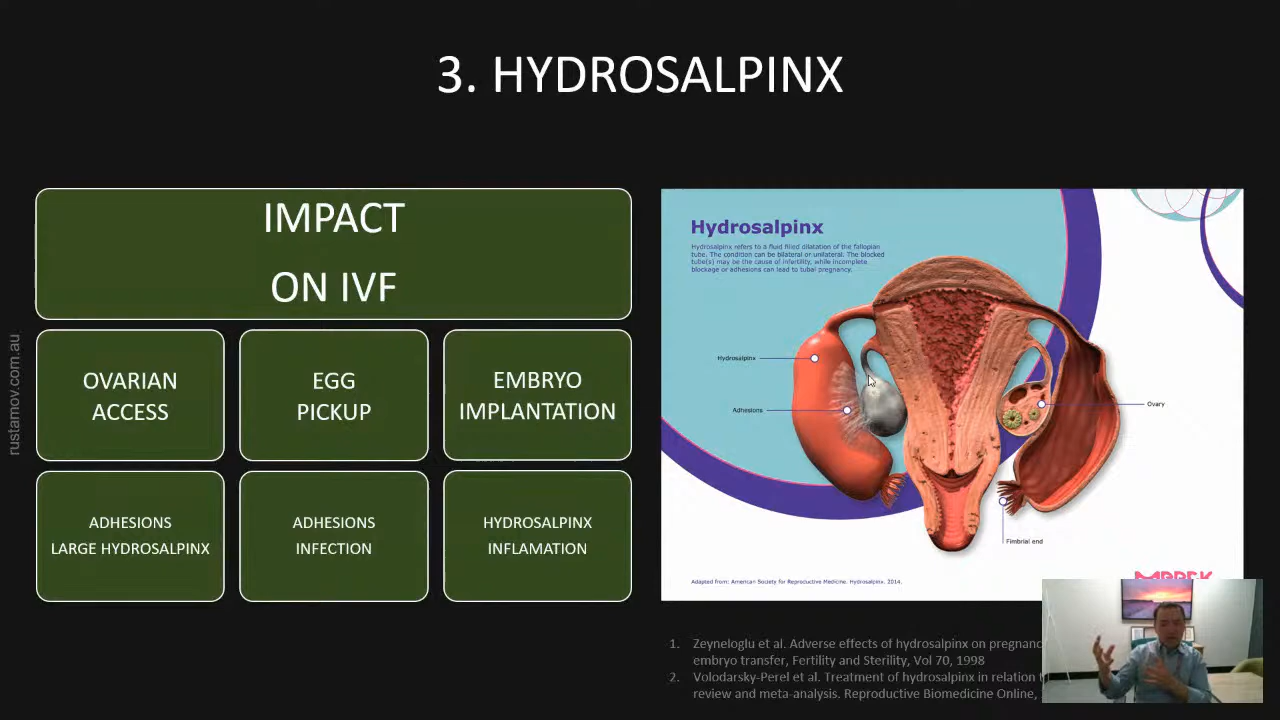 3. HYDROSALPINX
IMPACT
ON IVF
OVARIAN
ACCESS
EGG
PICKUP
EMBRYO
IMPLANTATION
ADHESIONS
LARGE HYDROSALPINX
ADHESIONS
INFECTION
HYDROSALPINX
INFLAMATION
rustamov.com.au
Hydrosalpinx
Hydrosalpinx refers to a fluid filled dilatation of the fallopian
tube. The condition can be bilateral or unilateral. The blocked
tube(s) may be the cause of infertility, while incomplete
blockage or adhesions can lead to tubal pregnancy.
Hydrosalpinx
Adhesions
Ovary
Fimbrial end
Adapted from: American Society for Reproductive Medicine. Hydrosalpinx. 2014.
1. Zeyneloglu et al. Adverse effects of hydrosalpinx on pregnanc
embryo transfer, Fertility and Sterility, Vol 70, 1998
2. Volodarsky-Perel et al. Treatment of hydrosalpinx in relation
review and meta-analysis. Reproductive Biomedicine Online,